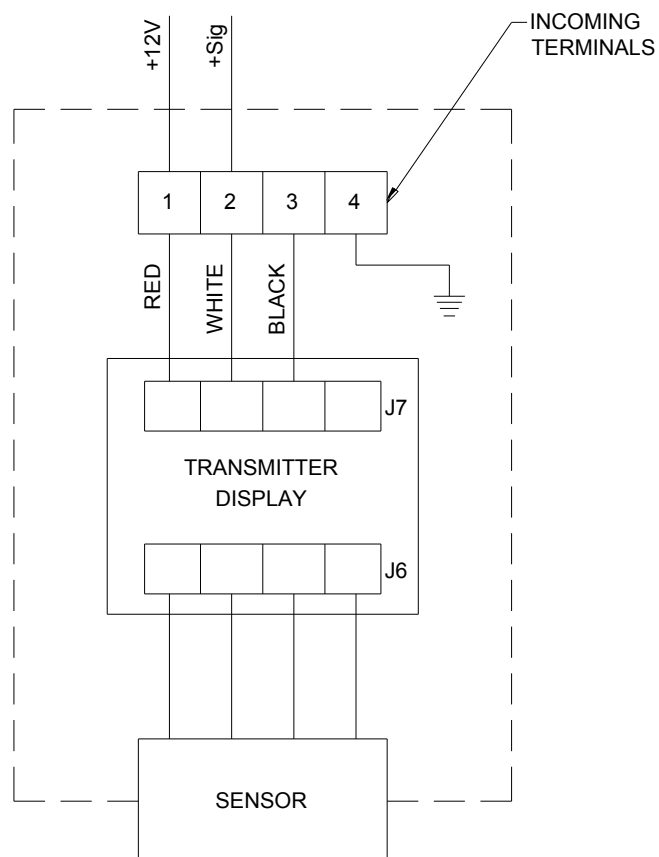 +12V
+Sig
INCOMING
TERMINALS
1
2
3
4
RED
WHITE
BLACK
J7
TRANSMITTER
DISPLAY
J6
SENSOR